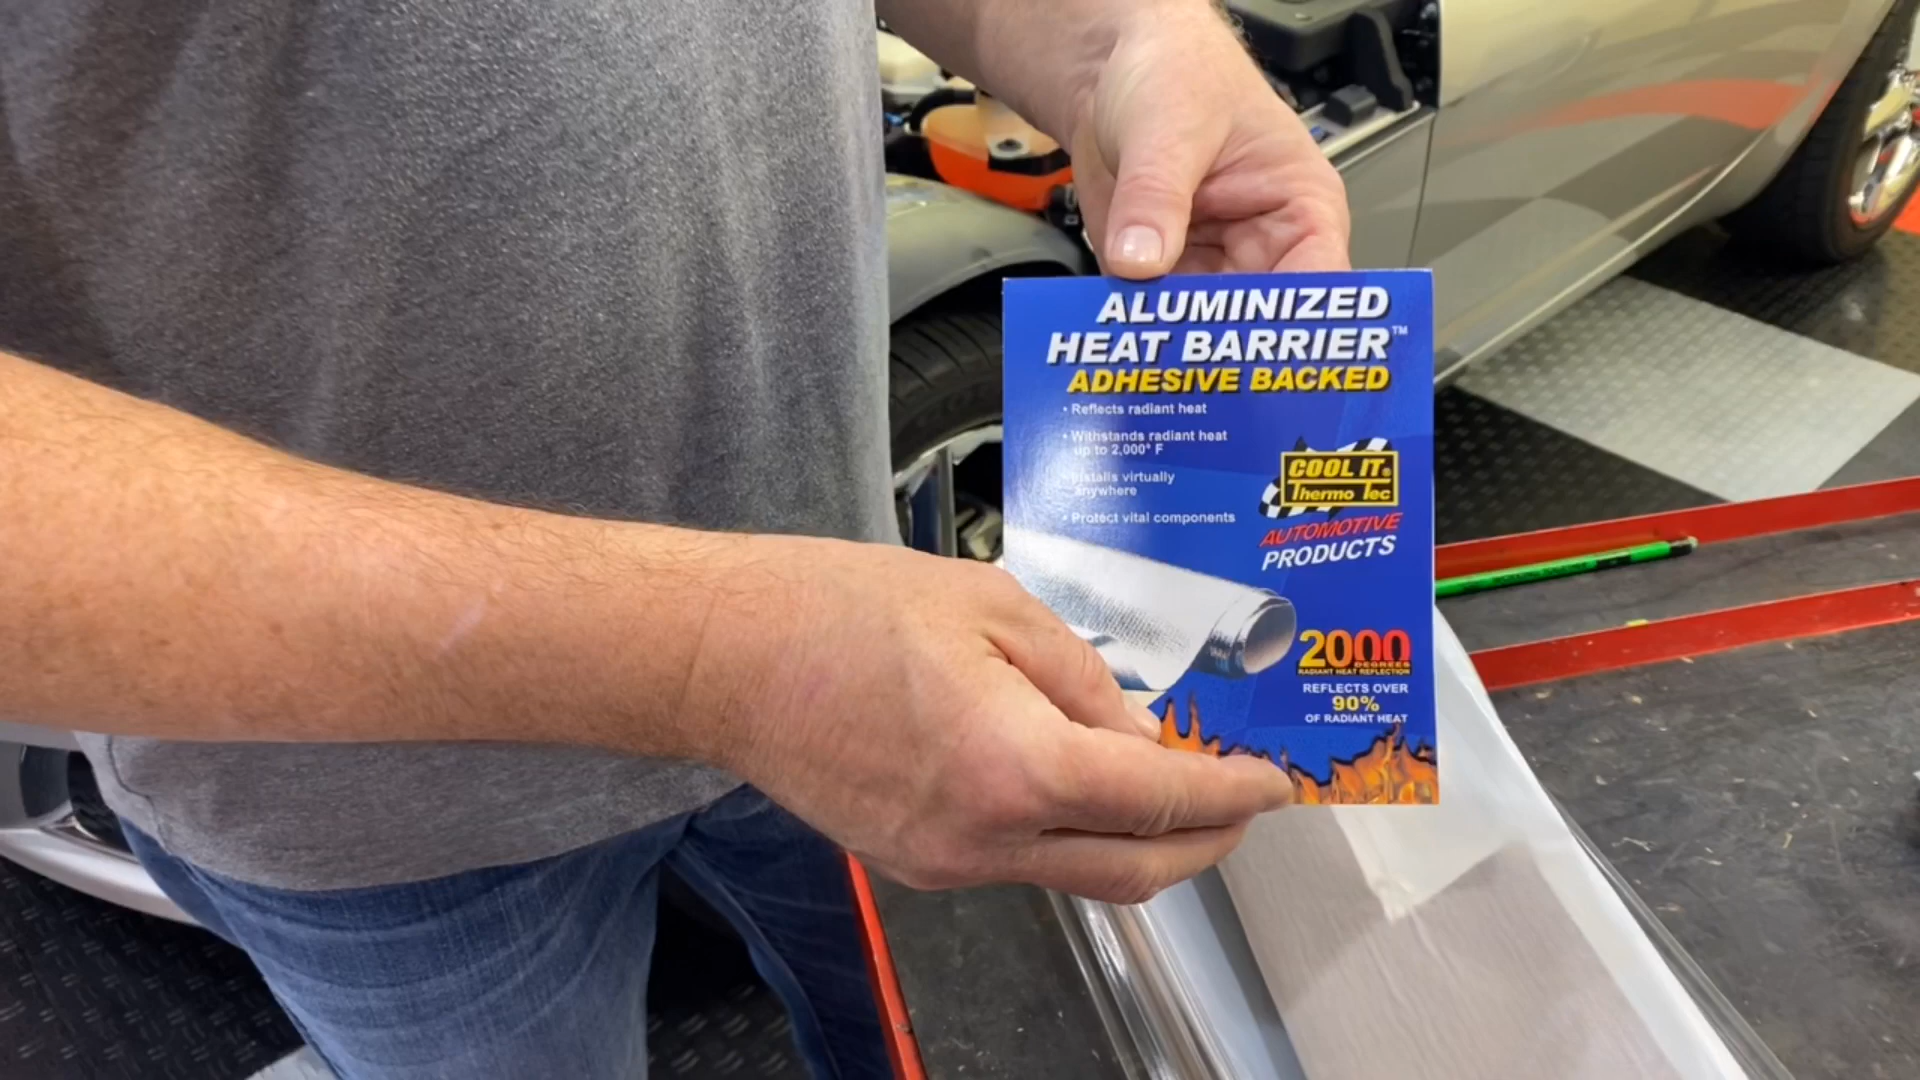 ALUMINIZED
HEAT BARRIER™
ADHESIVE BACKED
• Reflects radiant heat
• Withstands radiant heat
up to 2,000° F
Installs virtually
anywhere
• Protect vital components
COOL IT®
Thermo Tec
AUTOMOTIVE
PRODUCTS
2000
DEGREES
RADIANT HEAT REFLECTION
REFLECTS OVER
90%
OF RADIANT HEAT